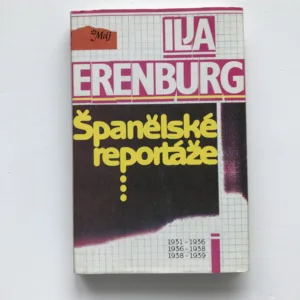 Máj
ILJA
ERENBURG
Španělské
reportáže
1931-1936
1936-1938
1938-1939